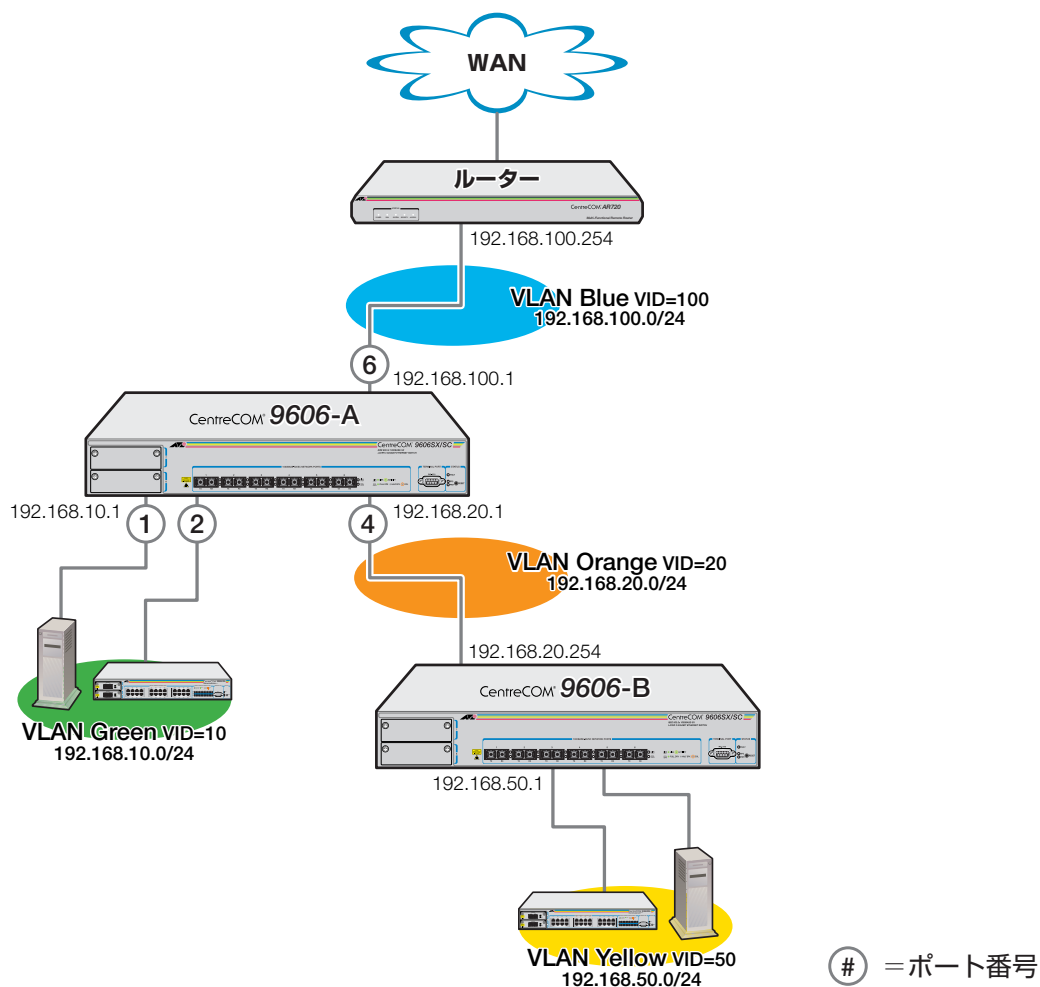 WAN
ルーター
CentreCOM AR720
192.168.100.254
VLAN Blue VID=100
192.168.100.0/24
6
192.168.100.1
CentreCOM 9606-A
CentreCOM 9606SX/SC
192.168.10.1
1
2
4
192.168.20.1
VLAN Orange VID=20
192.168.20.0/24
192.168.20.254
CentreCOM 9606-B
CentreCOM 9606SX/SC
VLAN Green VID=10
192.168.10.0/24
192.168.50.1
VLAN Yellow VID=50
192.168.50.0/24
# =ポート番号